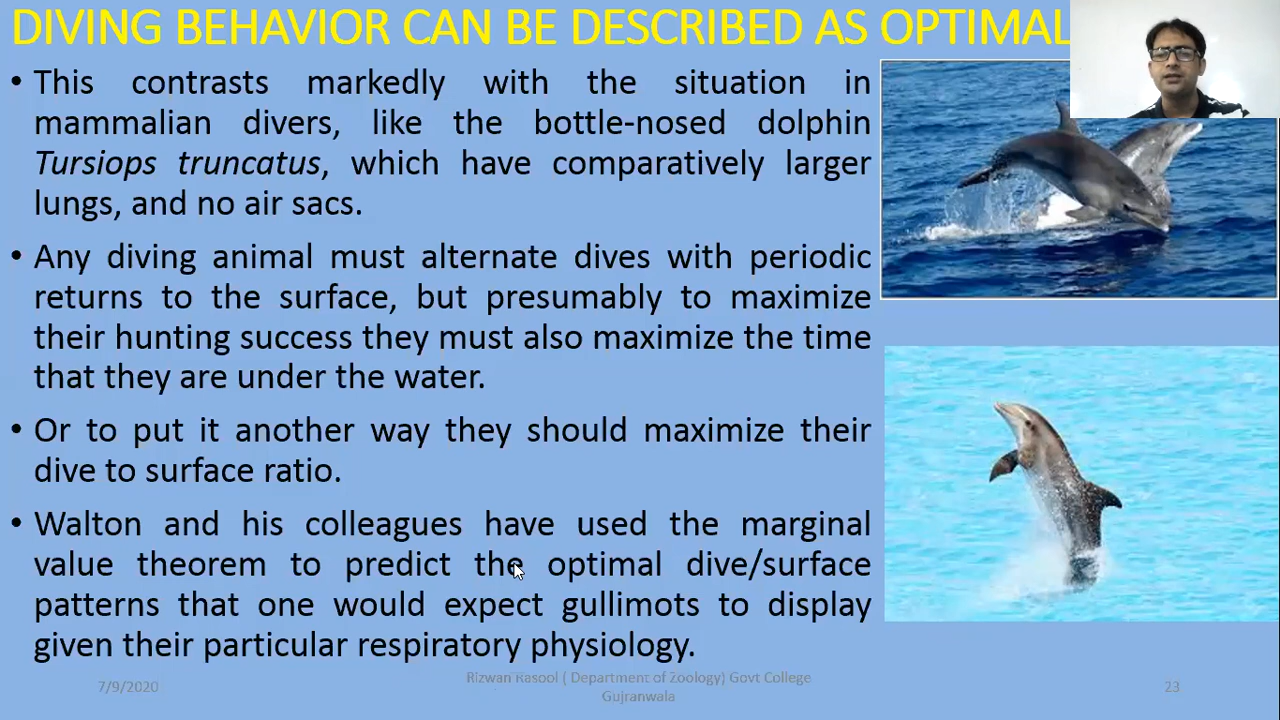 DIVING BEHAVIOR CAN BE DESCRIBED AS OPTIMAL
• This contrasts markedly with the situation in
mammalian divers, like the bottle-nosed dolphin
Tursiops truncatus, which have comparatively larger
lungs, and no air sacs.
• Any diving animal must alternate dives with periodic
returns to the surface, but presumably to maximize
their hunting success they must also maximize the time
that they are under the water.
• Or to put it another way they should maximize their
dive to surface ratio.
• Walton and his colleagues have used the marginal
value theorem to predict the optimal dive/surface
patterns that one would expect gullimots to display
given their particular respiratory physiology.
7/9/2020
Rizwan Rasool ( Department of Zoology) Govt College
Gujranwala
23